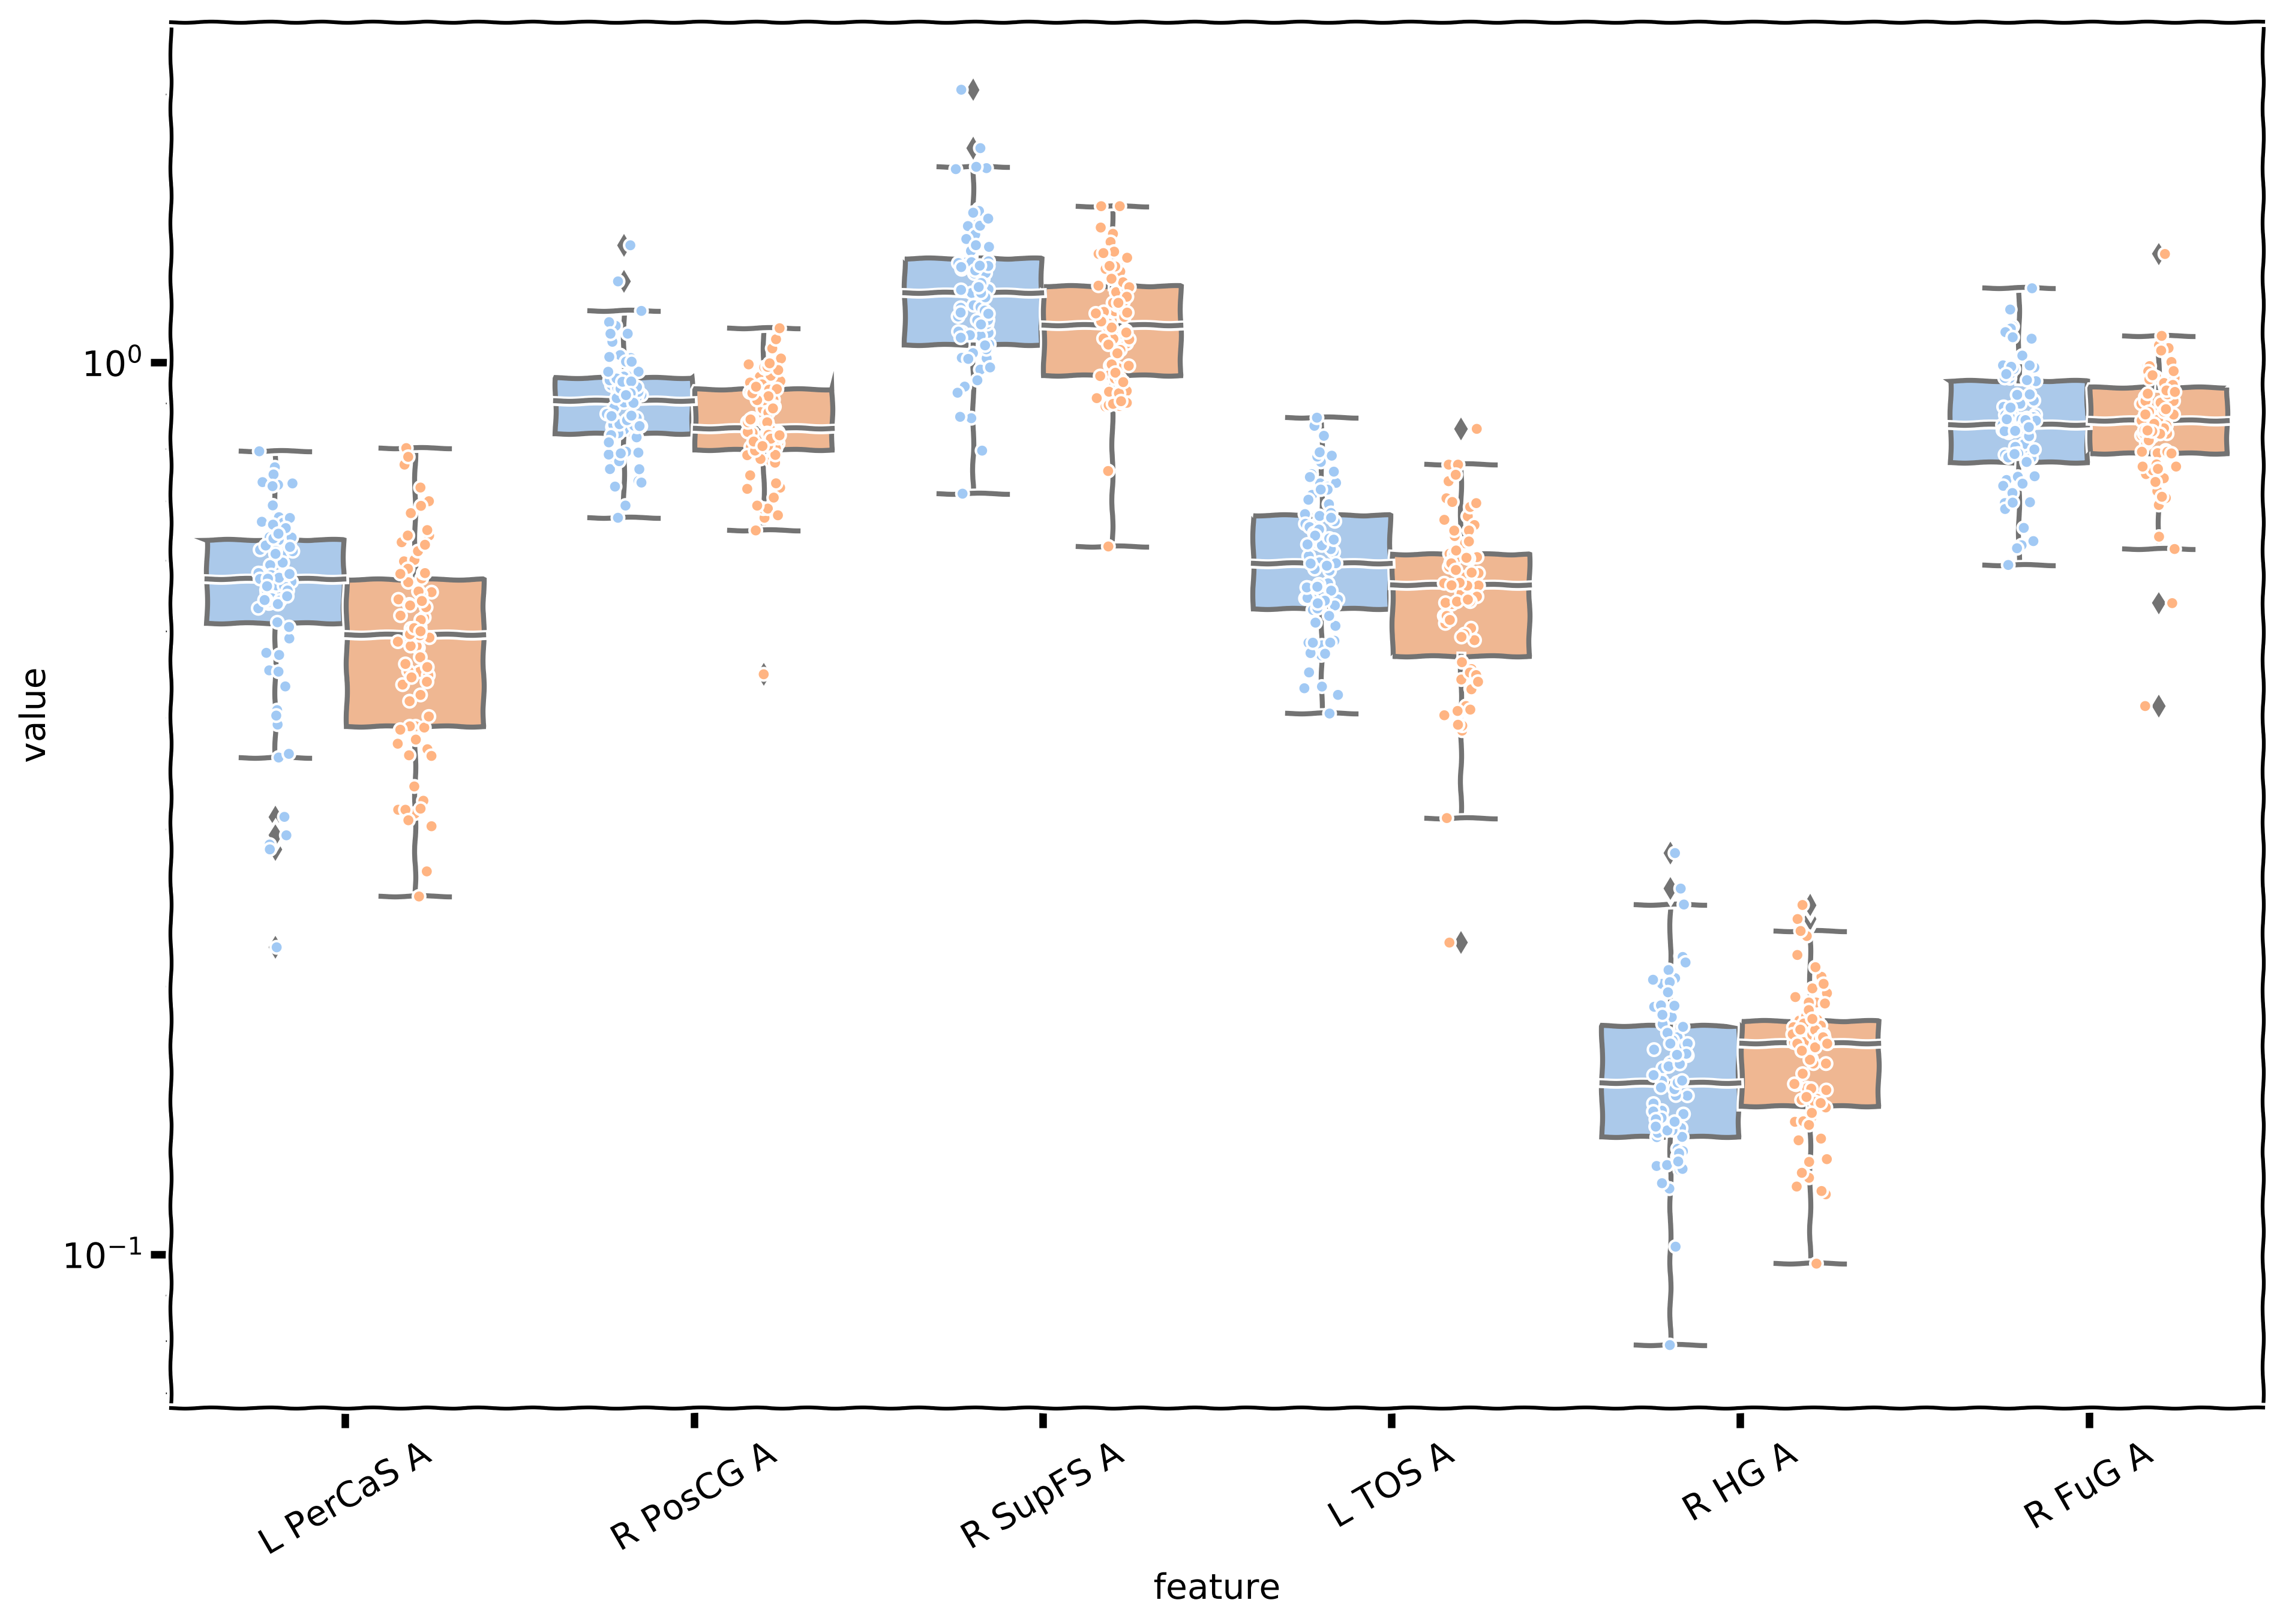 10⁰
10⁻¹
value
L PerCaS A
R PosCG A
R SupFS A
L TOS A
R HG A
R FuG A
feature